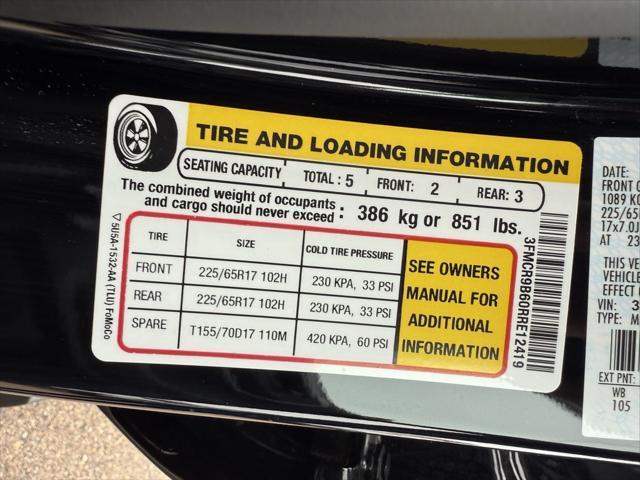 TIRE AND LOADING INFORMATION
SEATING CAPACITY TOTAL : 5 FRONT: 2 REAR: 3
The combined weight of occupants
and cargo should never exceed : 386 kg or 851 lbs.
TIRE SIZE COLD TIRE PRESSURE
FRONT 225/65R17 102H 230 KPA, 33 PSI
REAR 225/65R17 102H 230 KPA, 33 PSI
SPARE T155/70D17 110M 420 KPA, 60 PSI
SEE OWNERS
MANUAL FOR
ADDITIONAL
INFORMATION
3FMCR9B60RRE12419
5U5A-1532-AA (TLU) FoMoCo
DATE:
FRONT
1089 KG
225/65
17x7.0J
AT 23
THIS VE
VEHICLE
EFFECT
VIN: 3
TYPE: M
EXT PNT:
WB
105